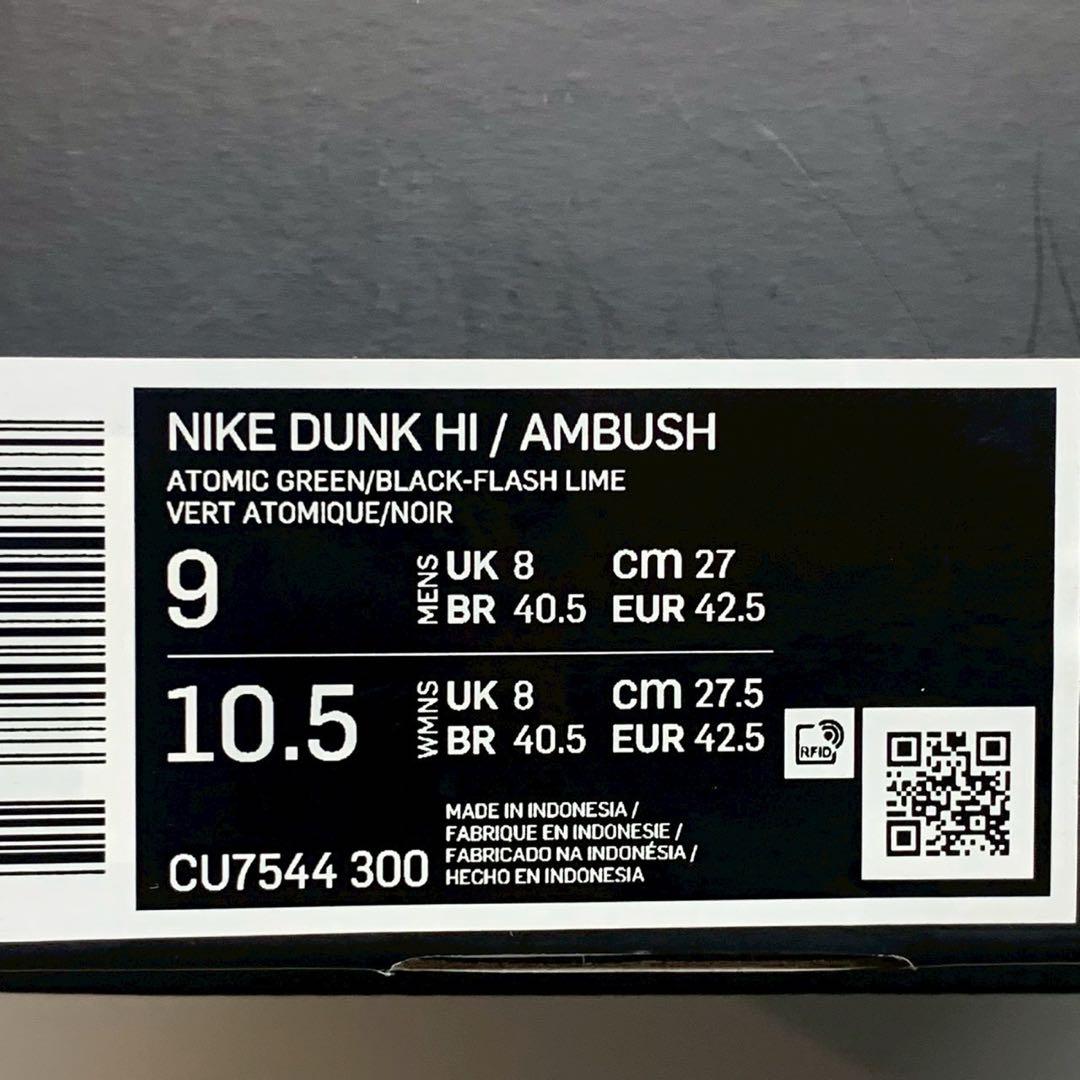 NIKE DUNK HI / AMBUSH
ATOMIC GREEN/BLACK-FLASH LIME
VERT ATOMIQUE/NOIR
9 MENS UK 8 cm 27
BR 40.5 EUR 42.5
10.5 WMNS UK 8 cm 27.5
BR 40.5 EUR 42.5
RFID
MADE IN INDONESIA /
FABRIQUE EN INDONESIE /
FABRICADO NA INDONÉSIA /
HECHO EN INDONESIA
CU7544 300